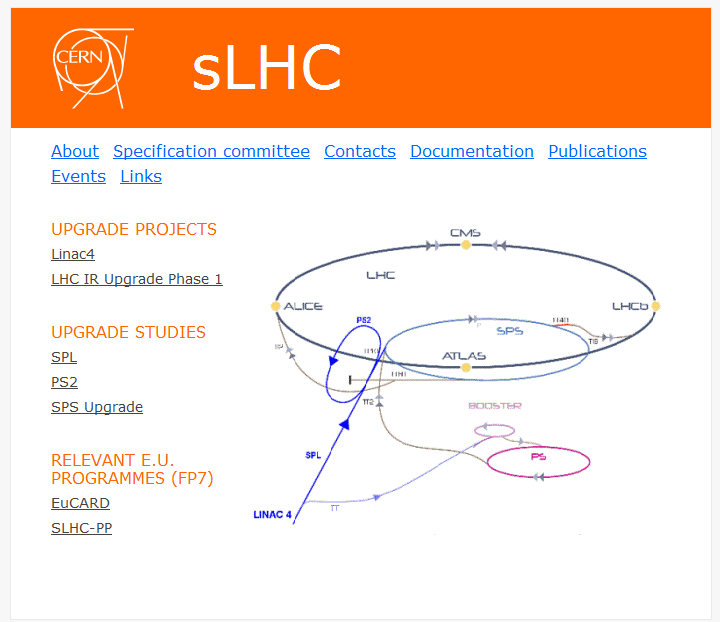 CERN
sLHC
About Specification committee Contacts Documentation Publications
Events Links
UPGRADE PROJECTS
Linac4
LHC IR Upgrade Phase 1
UPGRADE STUDIES
SPL
PS2
SPS Upgrade
RELEVANT E.U.
PROGRAMMES (FP7)
EuCARD
SLHC-PP
CMS
LHC
ALICE
LHCb
PS2
SPS
TI8
ATLAS
TT2
BOOSTER
SPL
PS
LINAC 4
TT